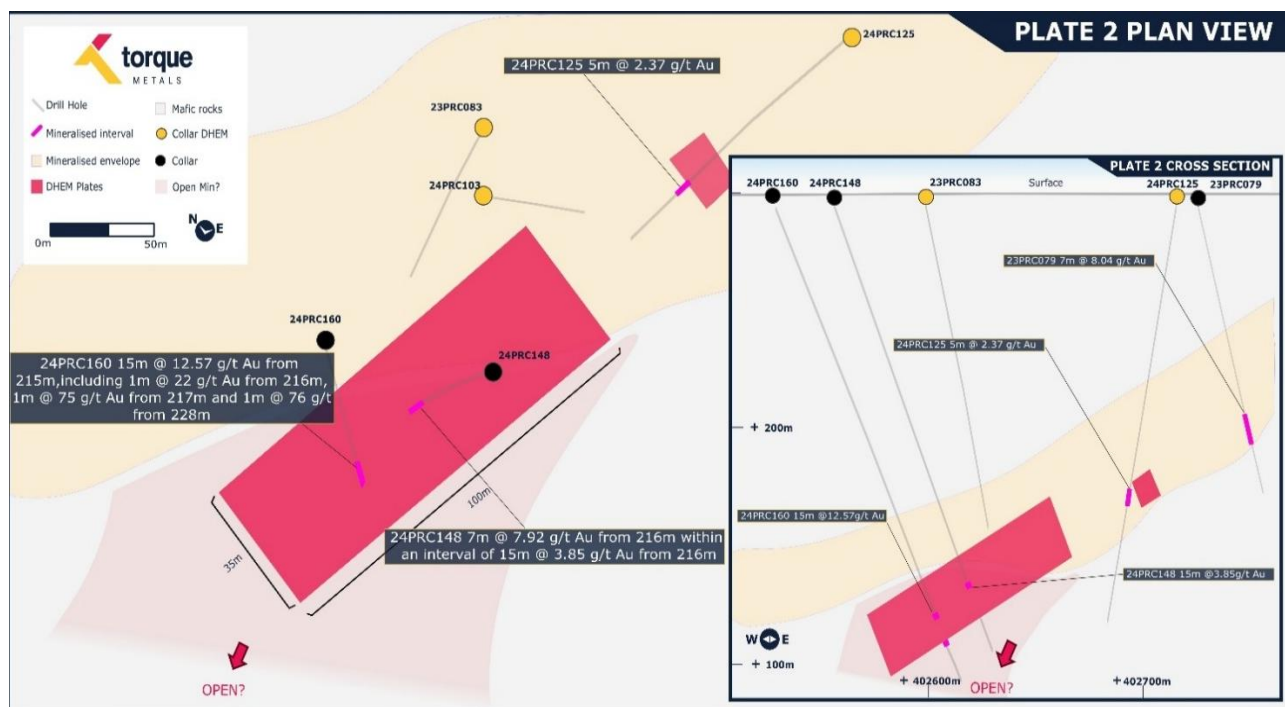 PLATE 2 PLAN VIEW
torque
METALS
Drill Hole
Mafic rocks
Mineralised interval
Collar DHEM
Mineralised envelope
Collar
DHEM Plates
Open Min?
0m
50m
N
E
24PRC125
24PRC125 5m @ 2.37 g/t Au
23PRC083
24PRC103
24PRC160
24PRC160 15m @ 12.57 g/t Au from
215m,including 1m @ 22 g/t Au from 216m,
1m @ 75 g/t Au from 217m and 1m @ 76 g/t
from 228m
24PRC148
100m
35m
24PRC148 7m @ 7.92 g/t Au from 216m within
an interval of 15m @ 3.85 g/t Au from 216m
OPEN?
PLATE 2 CROSS SECTION
24PRC160
24PRC148
23PRC083
Surface
24PRC125
23PRC079
23PRC079 7m @ 8.04 g/t Au
24PRC125 5m @ 2.37 g/t Au
+ 200m
24PRC160 15m @12.57g/t Au
24PRC148 15m @3.85g/t Au
W
E
+ 100m
+ 402600m
OPEN?
+ 402700m